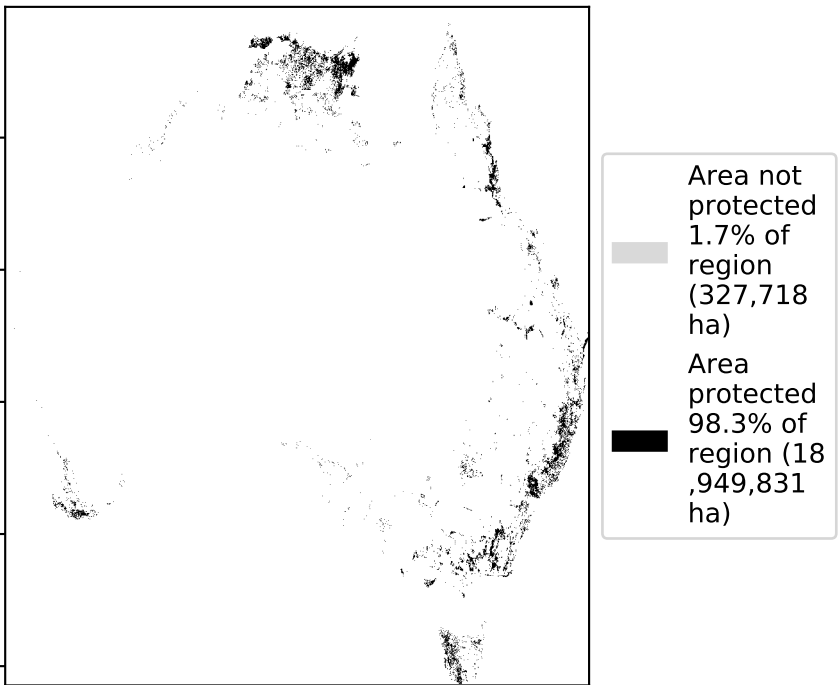 Area not
protected
1.7% of
region
(327,718
ha)
Area
protected
98.3% of
region (18
,949,831
ha)